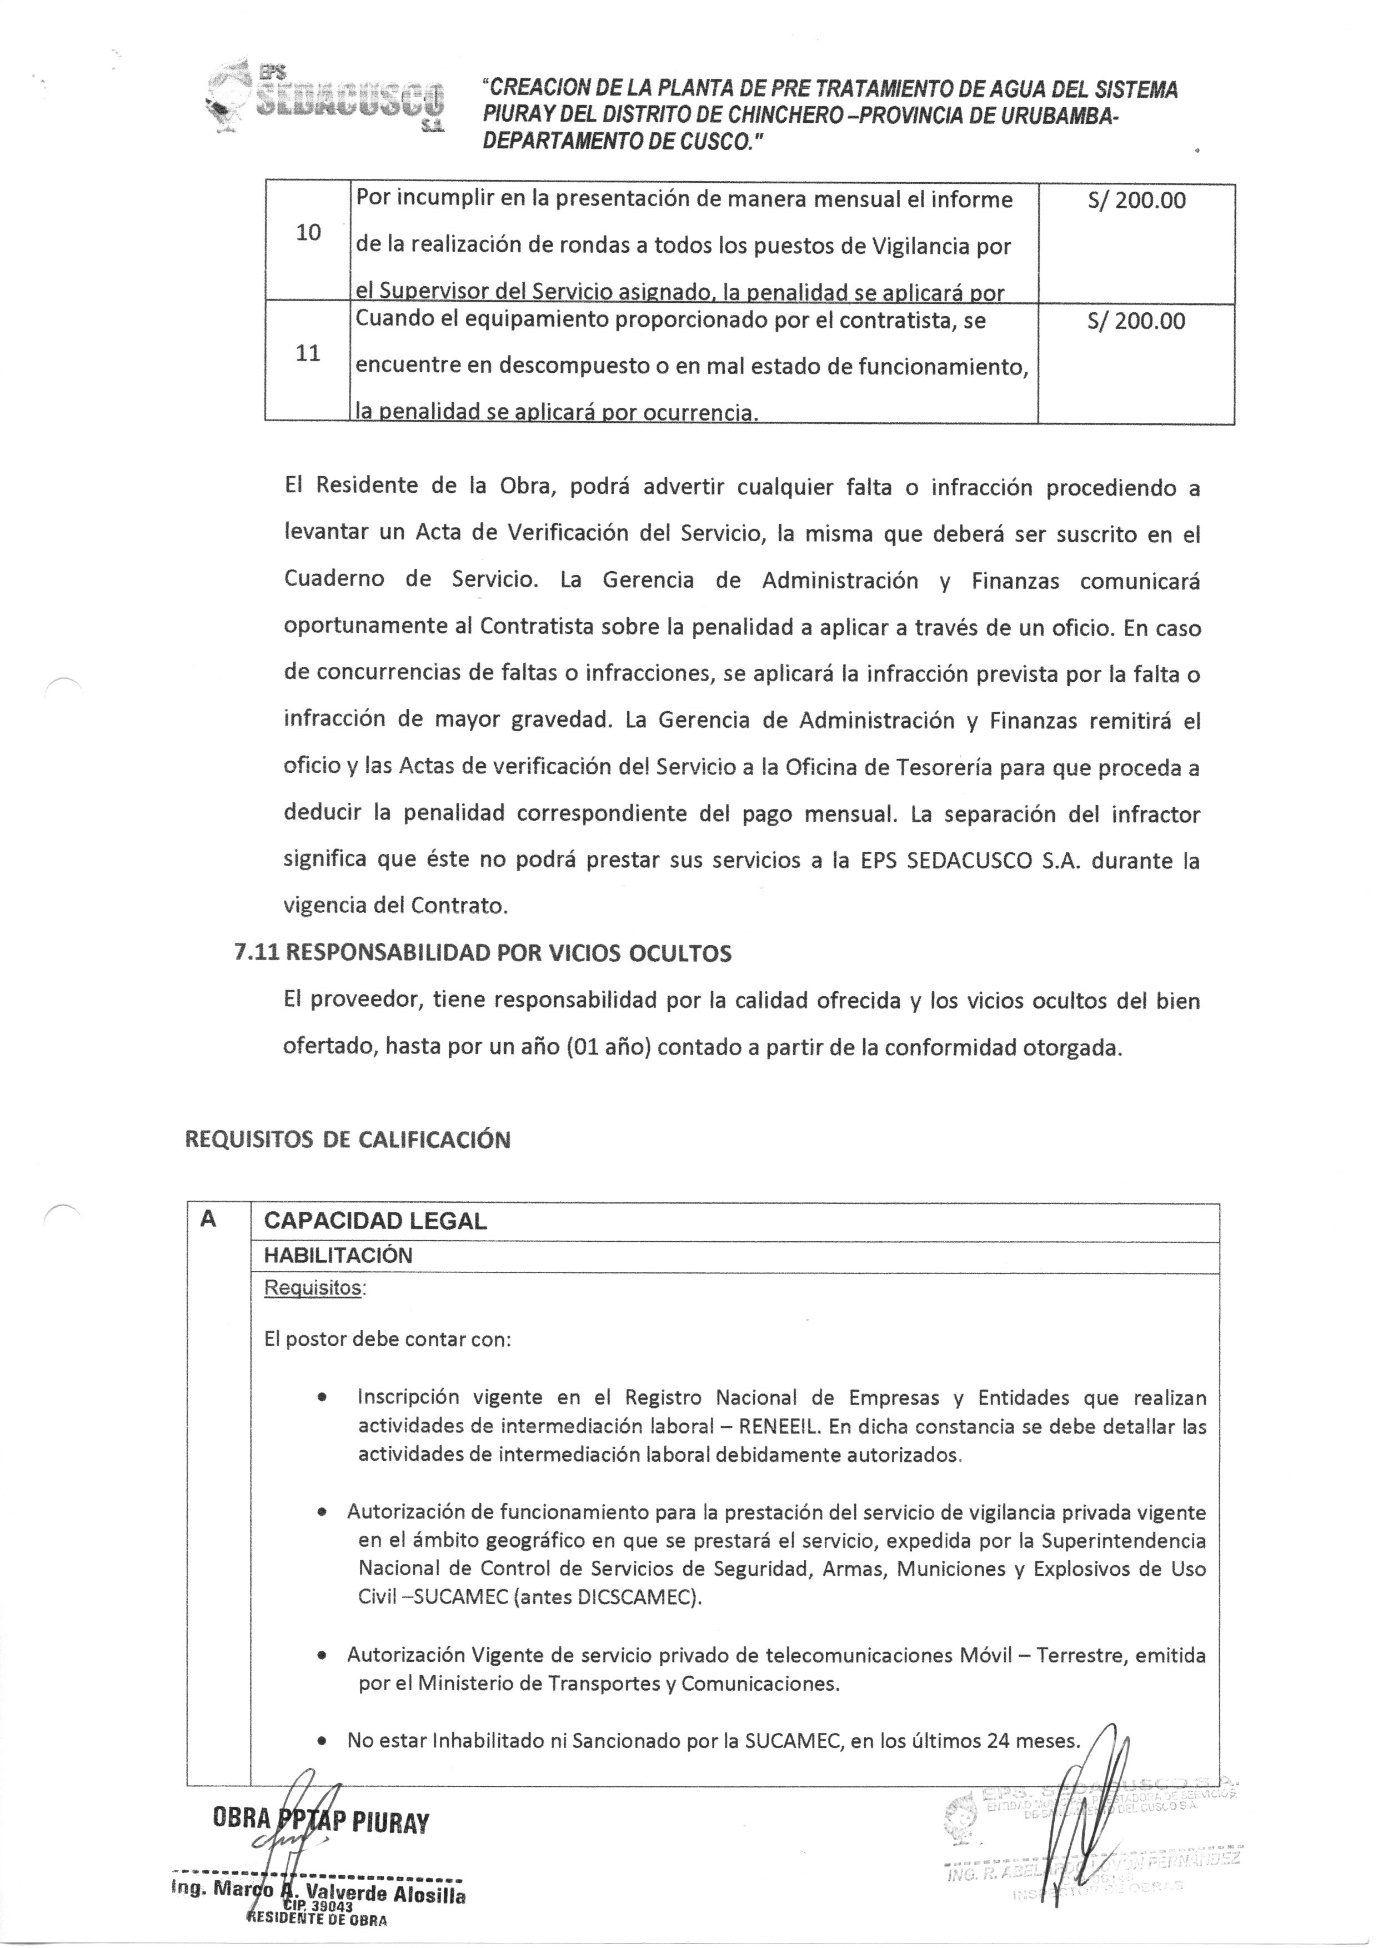 EPS
SEDACUSCO
S.A.
"CREACION DE LA PLANTA DE PRE TRATAMIENTO DE AGUA DEL SISTEMA
PIURAY DEL DISTRITO DE CHINCHERO –PROVINCIA DE URUBAMBA-
DEPARTAMENTO DE CUSCO."
10
Por incumplir en la presentación de manera mensual el informe
de la realización de rondas a todos los puestos de Vigilancia por
el Supervisor del Servicio asignado, la penalidad se aplicará por
S/ 200.00
11
Cuando el equipamiento proporcionado por el contratista, se
encuentre en descompuesto o en mal estado de funcionamiento,
la penalidad se aplicará por ocurrencia.
S/ 200.00
El Residente de la Obra, podrá advertir cualquier falta o infracción procediendo a
levantar un Acta de Verificación del Servicio, la misma que deberá ser suscrito en el
Cuaderno de Servicio. La Gerencia de Administración y Finanzas comunicará
oportunamente al Contratista sobre la penalidad a aplicar a través de un oficio. En caso
de concurrencias de faltas o infracciones, se aplicará la infracción prevista por la falta o
infracción de mayor gravedad. La Gerencia de Administración y Finanzas remitirá el
oficio y las Actas de verificación del Servicio a la Oficina de Tesorería para que proceda a
deducir la penalidad correspondiente del pago mensual. La separación del infractor
significa que éste no podrá prestar sus servicios a la EPS SEDACUSCO S.A. durante la
vigencia del Contrato.
7.11 RESPONSABILIDAD POR VICIOS OCULTOS
El proveedor, tiene responsabilidad por la calidad ofrecida y los vicios ocultos del bien
ofertado, hasta por un año (01 año) contado a partir de la conformidad otorgada.
REQUISITOS DE CALIFICACIÓN
A
CAPACIDAD LEGAL
HABILITACIÓN
Requisitos:
El postor debe contar con:
• Inscripción vigente en el Registro Nacional de Empresas y Entidades que realizan
actividades de intermediación laboral – RENEEIL. En dicha constancia se debe detallar las
actividades de intermediación laboral debidamente autorizados.
• Autorización de funcionamiento para la prestación del servicio de vigilancia privada vigente
en el ámbito geográfico en que se prestará el servicio, expedida por la Superintendencia
Nacional de Control de Servicios de Seguridad, Armas, Municiones y Explosivos de Uso
Civil –SUCAMEC (antes DICSCAMEC).
• Autorización Vigente de servicio privado de telecomunicaciones Móvil – Terrestre, emitida
por el Ministerio de Transportes y Comunicaciones.
• No estar Inhabilitado ni Sancionado por la SUCAMEC, en los últimos 24 meses.
OBRA PPTAP PIURAY
Ing. Marco A. Valverde Alosilla
CIP. 39043
RESIDENTE DE OBRA
EPS. SEDACUSCO S.A.
ENTIDAD MUNICIPAL PRESTADORA DE SERVICIOS
DE SANEAMIENTO DEL CUSCO S.A.
ING. R. ABELARDO FERNANDEZ
INSPECTOR DE OBRAS